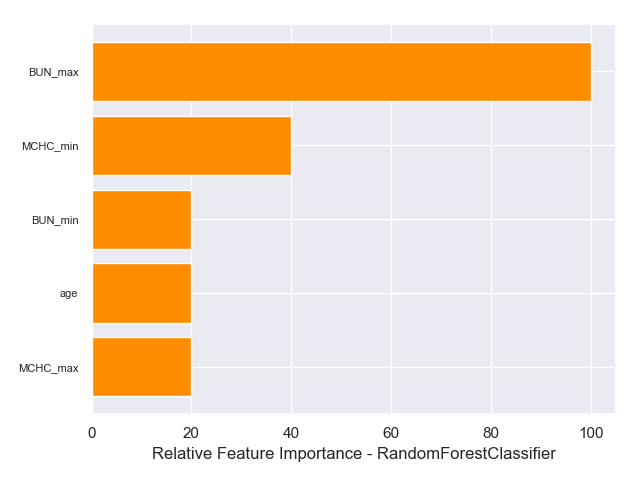 BUN_max
MCHC_min
BUN_min
age
MCHC_max
0 20 40 60 80 100
Relative Feature Importance - RandomForestClassifier